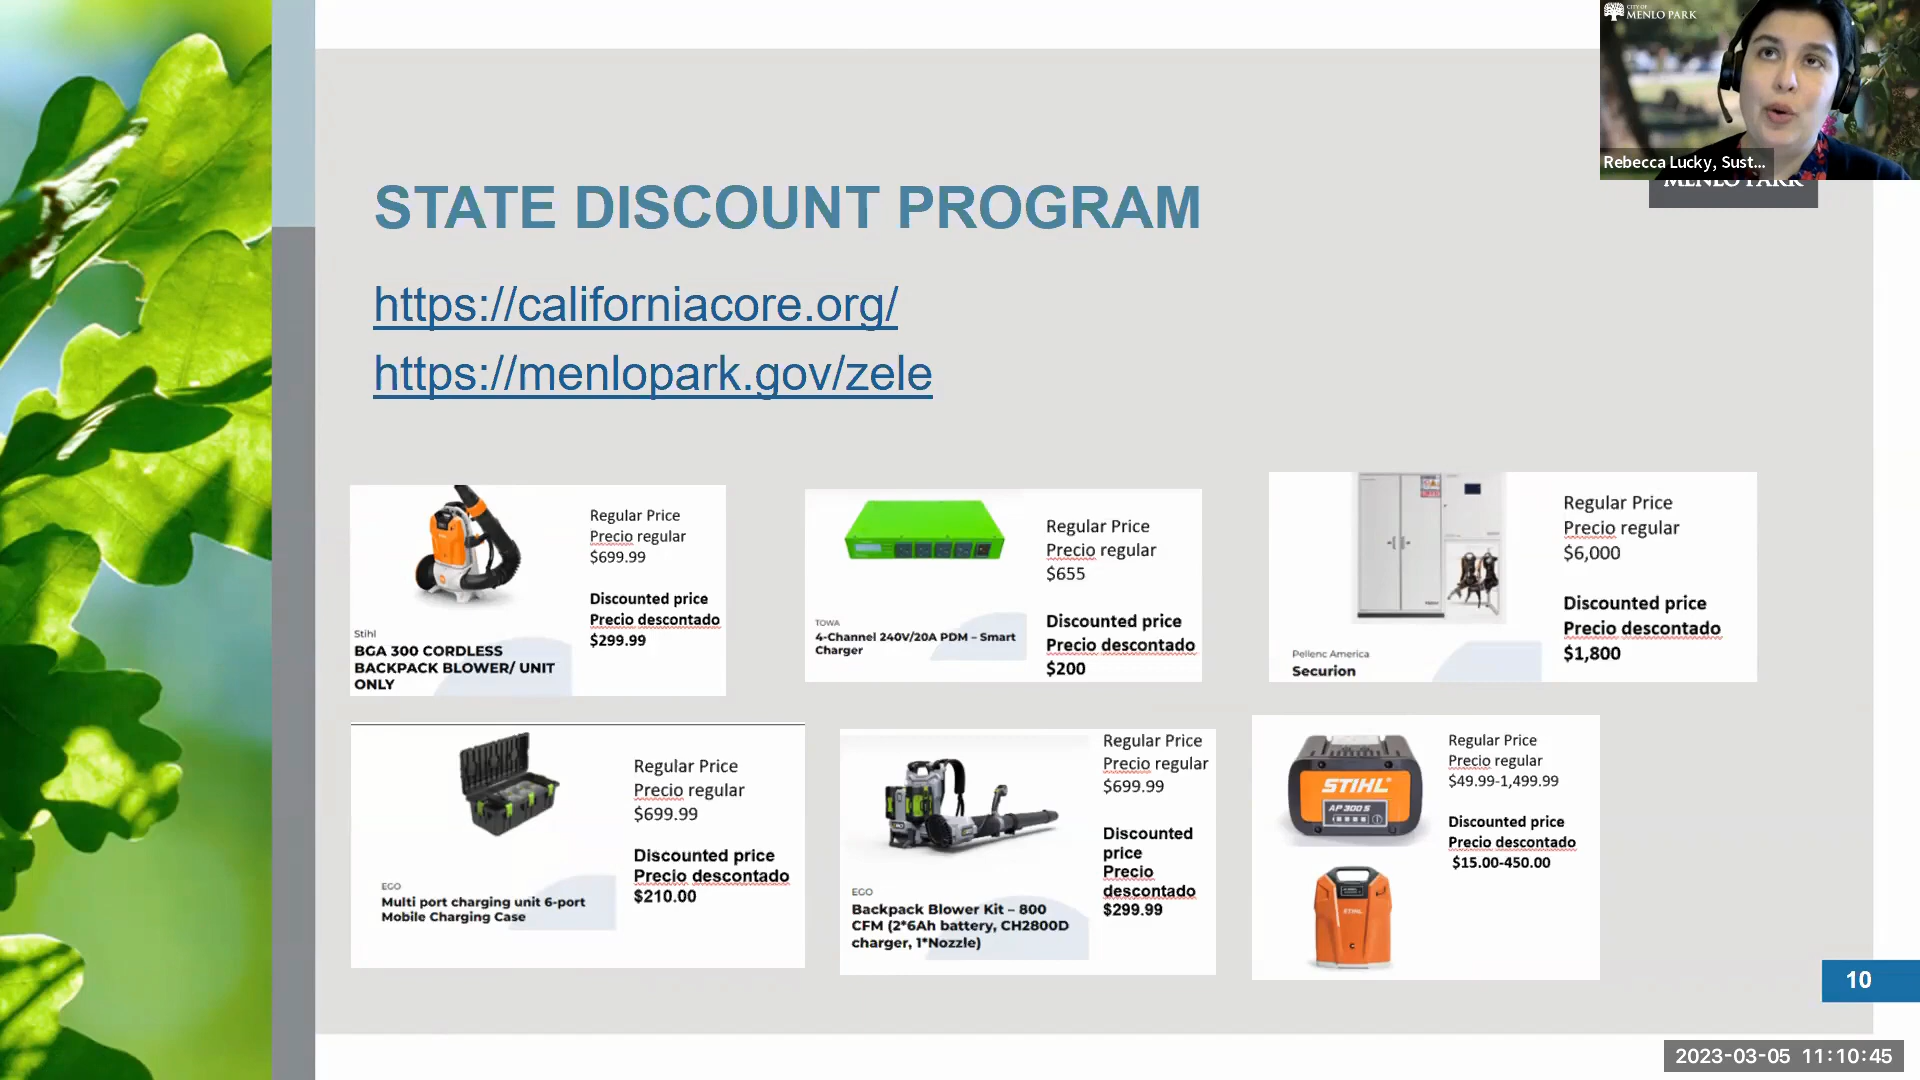 CITY OF
MENLO PARK
Rebecca Lucky, Sust...
MENLO PARK
STATE DISCOUNT PROGRAM
https://californiacore.org/
https://menlopark.gov/zele
Regular Price
Precio regular
$699.99
Discounted price
Precio descontado
$299.99
Stihl
BGA 300 CORDLESS
BACKPACK BLOWER/ UNIT
ONLY
Regular Price
Precio regular
$655
Discounted price
Precio descontado
$200
TOWA
4-Channel 240V/20A PDM – Smart
Charger
Regular Price
Precio regular
$6,000
Discounted price
Precio descontado
$1,800
Pellenc America
Securion
Regular Price
Precio regular
$699.99
Discounted price
Precio descontado
$210.00
EGO
Multi port charging unit 6-port
Mobile Charging Case
Regular Price
Precio regular
$699.99
Discounted
price
Precio
descontado
$299.99
EGO
Backpack Blower Kit – 800
CFM (2*6Ah battery, CH2800D
charger, 1*Nozzle)
STIHL
AP 300 S
STIHL
Regular Price
Precio regular
$49.99-1,499.99
Discounted price
Precio descontado
$15.00-450.00
10
2023-03-05 11:10:45